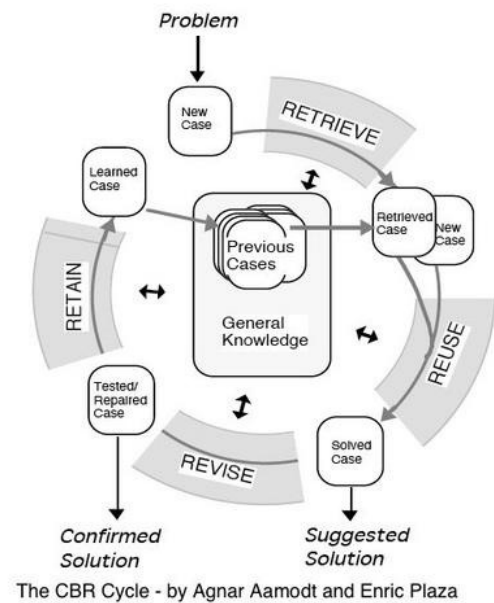 Problem
New
Case
RETRIEVE
Learned
Case
Previous
Cases
Retrieved
Case
New
Case
General
Knowledge
RETAIN
REUSE
Tested/
Repaired
Case
REVISE
Solved
Case
Confirmed
Solution
Suggested
Solution
The CBR Cycle - by Agnar Aamodt and Enric Plaza